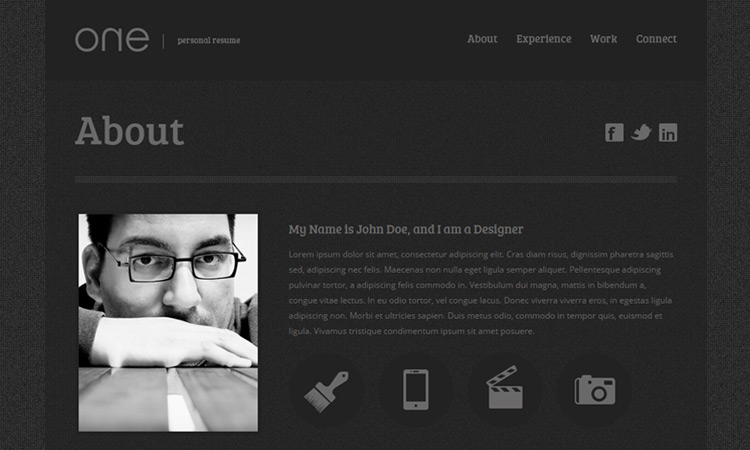 one | personal resume
About Experience Work Connect
About
f in
My Name is John Doe, and I am a Designer
Lorem ipsum dolor sit amet, consectetur adipiscing elit. Cras diam risus, dignissim pharetra sagittis
sed, adipiscing nec felis. Maecenas non nulla eget ligula semper aliquet. Pellentesque adipiscing
pulvinar tortor, a adipiscing felis commodo in. Vestibulum dui magna, mattis in bibendum a,
congue vitae lectus. In eu odio tortor, vel congue lacus. Donec viverra viverra eros, in egestas ligula
adipiscing non. Morbi et ultricies sapien. Duis metus odio, commodo in tempor quis, euismod et
ligula. Vivamus tristique condimentum ipsum sit amet posuere.